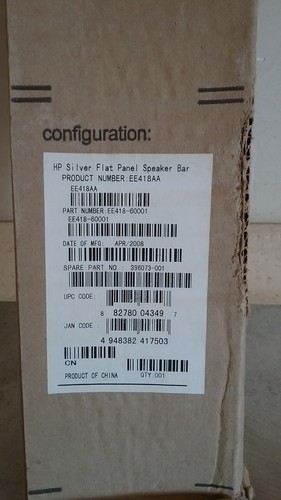 configuration:
HP Silver Flat Panel Speaker Bar
PRODUCT NUMBER:EE418AA
EE418AA
PART NUMBER:EE418-60001
EE418-60001
DATE OF MFG: APR/2008
SPARE PART NO. 396073-001
UPC CODE
8 82780 04349 7
JAN CODE :
4 948382 417503
CN
PRODUCT OF CHINA QTY:001